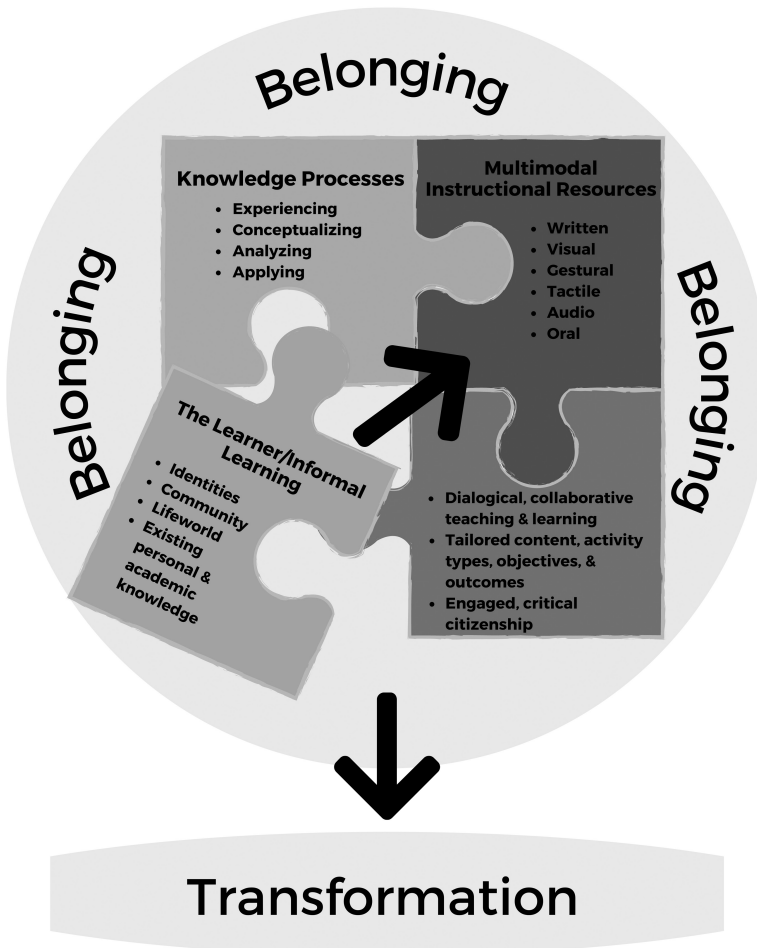 Belonging
Belonging
Belonging
Knowledge Processes
• Experiencing
• Conceptualizing
• Analyzing
• Applying
Multimodal
Instructional Resources
• Written
• Visual
• Gestural
• Tactile
• Audio
• Oral
The Learner/Informal
Learning
• Identities
• Community
• Lifeworld
• Existing
personal &
academic
knowledge
• Dialogical, collaborative
teaching & learning
• Tailored content, activity
types, objectives, &
outcomes
• Engaged, critical
citizenship
Transformation